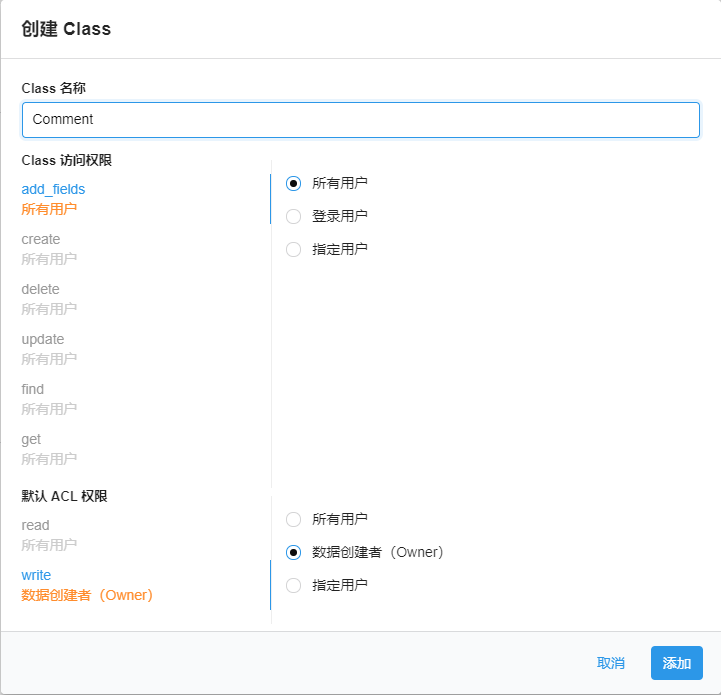 创建 Class
Class 名称
Comment
Class 访问权限
add_fields
所有用户
create
所有用户
delete
所有用户
update
所有用户
find
所有用户
get
所有用户
所有用户
登录用户
指定用户
默认 ACL 权限
read
所有用户
write
数据创建者（Owner）
所有用户
数据创建者（Owner）
指定用户
取消
添加